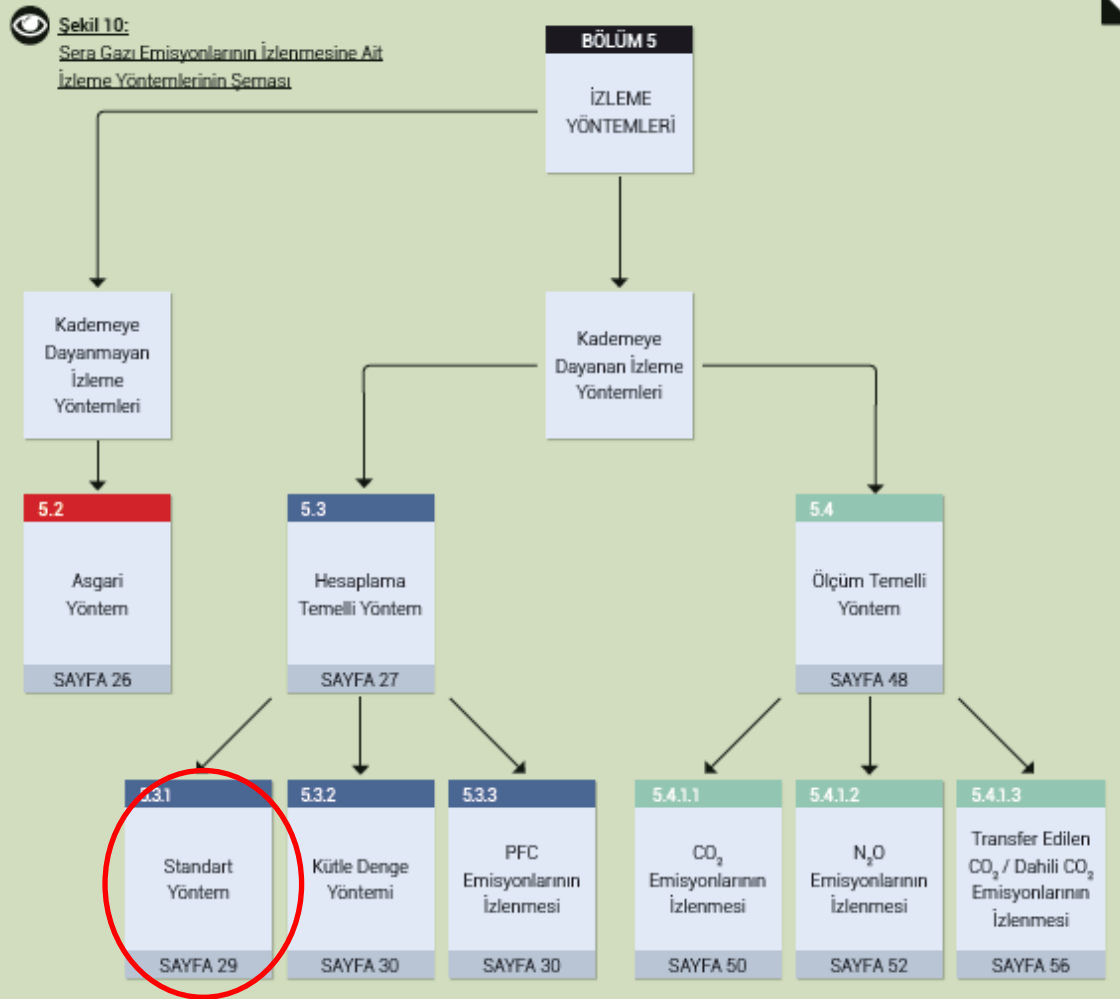 Şekil 10:
Sera Gazı Emisyonlarının İzlenmesine Ait
İzleme Yöntemlerinin Şeması
BÖLÜM 5
İZLEME
YÖNTEMLERİ
Kademeye
Dayanmayan
İzleme
Yöntemleri
Kademeye
Dayanan İzleme
Yöntemleri
5.2
Asgari
Yöntem
SAYFA 26
5.3
Hesaplama
Temelli Yöntem
SAYFA 27
5.4
Ölçüm Temelli
Yöntem
SAYFA 48
5.3.1
Standart
Yöntem
SAYFA 29
5.3.2
Kütle Denge
Yöntemi
SAYFA 30
5.3.3
PFC
Emisyonlarının
İzlenmesi
SAYFA 30
5.4.1.1
CO₂
Emisyonlarının
İzlenmesi
SAYFA 50
5.4.1.2
N₂O
Emisyonlarının
İzlenmesi
SAYFA 52
5.4.1.3
Transfer Edilen
CO₂ / Dahili CO₂
Emisyonlarının
İzlenmesi
SAYFA 56